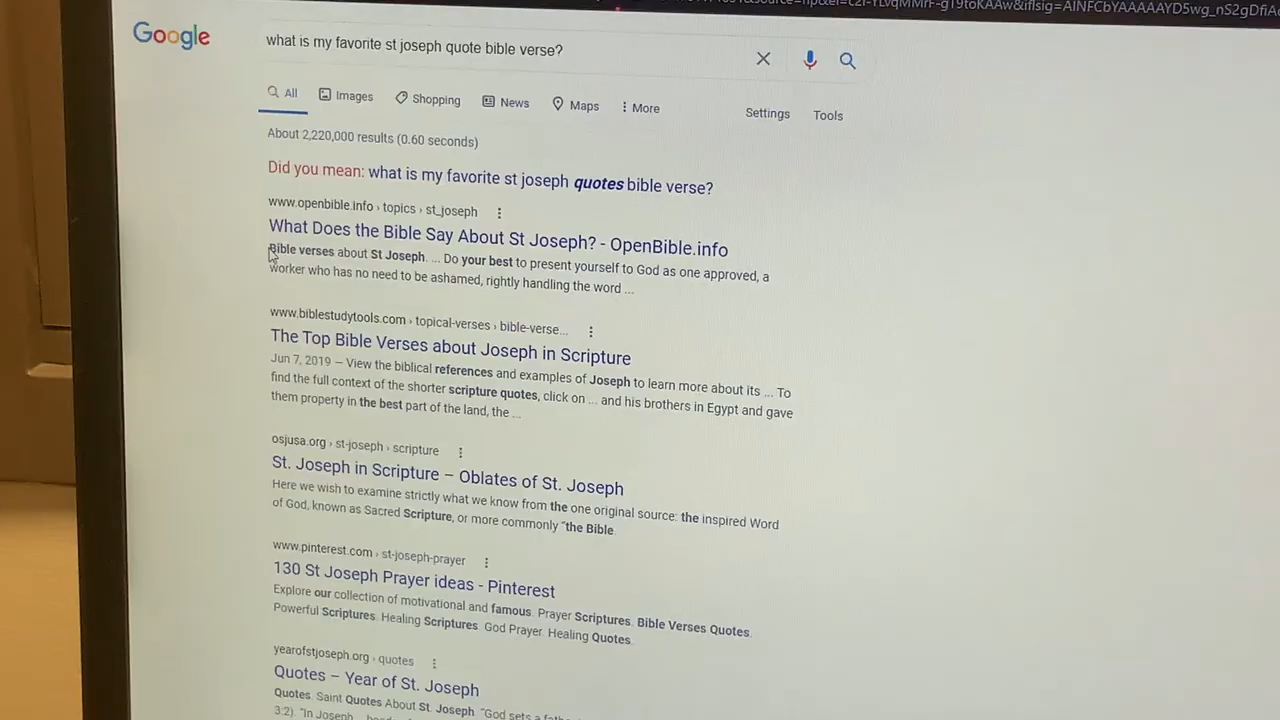 Google
what is my favorite st joseph quote bible verse?
All Images Shopping News Maps More Settings Tools
About 2,220,000 results (0.60 seconds)
Did you mean: what is my favorite st joseph quotes bible verse?
www.openbible.info › topics › st_joseph
What Does the Bible Say About St Joseph? - OpenBible.info
Bible verses about St Joseph. ... Do your best to present yourself to God as one approved, a
worker who has no need to be ashamed, rightly handling the word ...
www.biblestudytools.com › topical-verses › bible-verse...
The Top Bible Verses about Joseph in Scripture
Jun 7, 2019 — View the biblical references and examples of Joseph to learn more about its ... To
find the full context of the shorter scripture quotes, click on ... and his brothers in Egypt and gave
them property in the best part of the land, the ...
osjusa.org › st-joseph › scripture
St. Joseph in Scripture – Oblates of St. Joseph
Here we wish to examine strictly what we know from the one original source: the inspired Word
of God, known as Sacred Scripture, or more commonly "the Bible.
www.pinterest.com › st-joseph-prayer
130 St Joseph Prayer ideas - Pinterest
Explore our collection of motivational and famous. Prayer Scriptures. Bible Verses Quotes.
Powerful Scriptures. Healing Scriptures. God Prayer. Healing Quotes.
yearofstjoseph.org › quotes
Quotes – Year of St. Joseph
Quotes. Saint Quotes About St. Joseph. "God sets a
3:2). "In Joseph